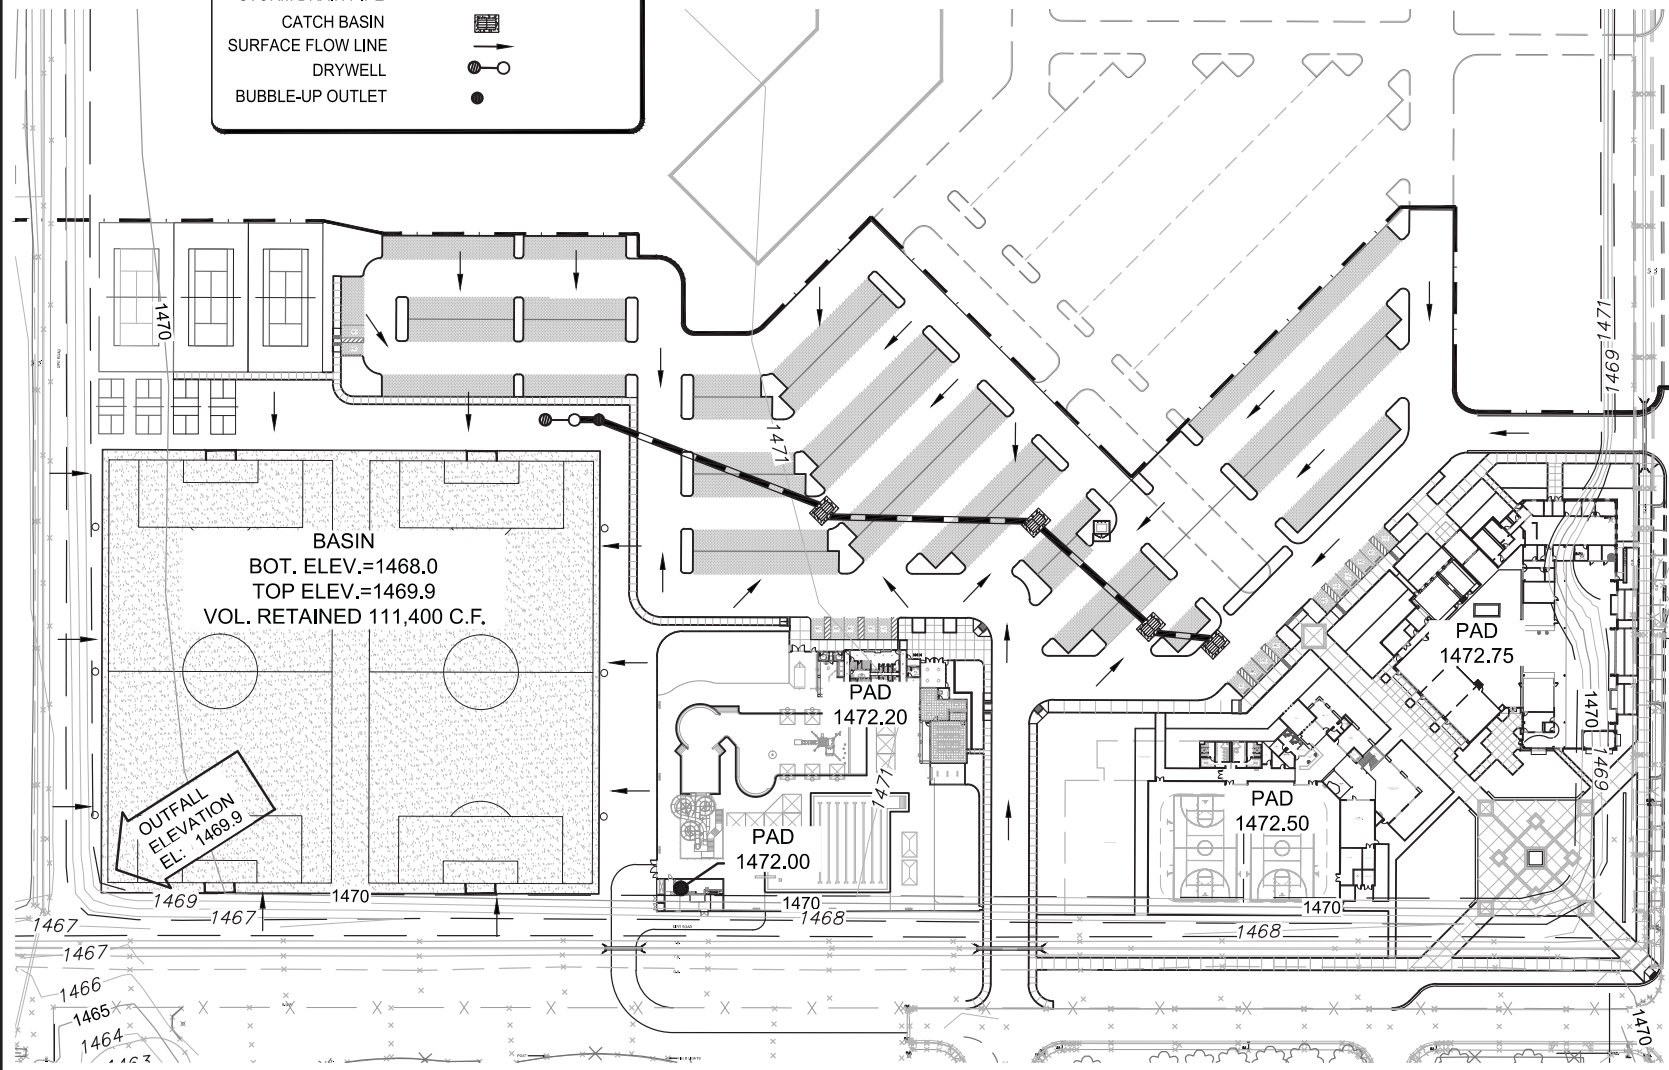 CATCH BASIN
SURFACE FLOW LINE
DRYWELL
BUBBLE-UP OUTLET
1470
1471
1469
1471
BASIN
BOT. ELEV.=1468.0
TOP ELEV.=1469.9
VOL. RETAINED 111,400 C.F.
PAD
1472.75
PAD
1472.20
1470
1469
1471
OUTFALL
ELEVATION
EL: 1469.9
PAD
1472.00
PAD
1472.50
1469
1470
1470
1470
1467
1467
1468
1468
1467
1466
1465
1464
1463
1470